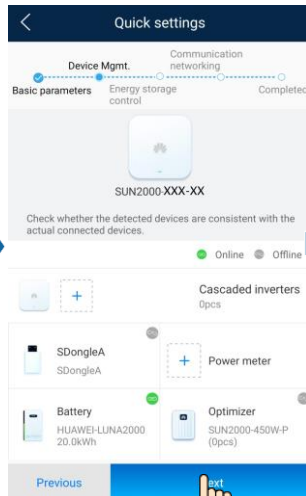 Quick settings
Communication
Device Mgmt. networking
Basic parameters Energy storage Completed
control
SUN2000-XXX-XX
Check whether the detected devices are consistent with the
actual connected devices.
Online Offline
Cascaded inverters
0pcs
SDongleA
SDongleA
+ Power meter
Battery
HUAWEI-LUNA2000
20.0kWh
Optimizer
SUN2000-450W-P
(0pcs)
Previous